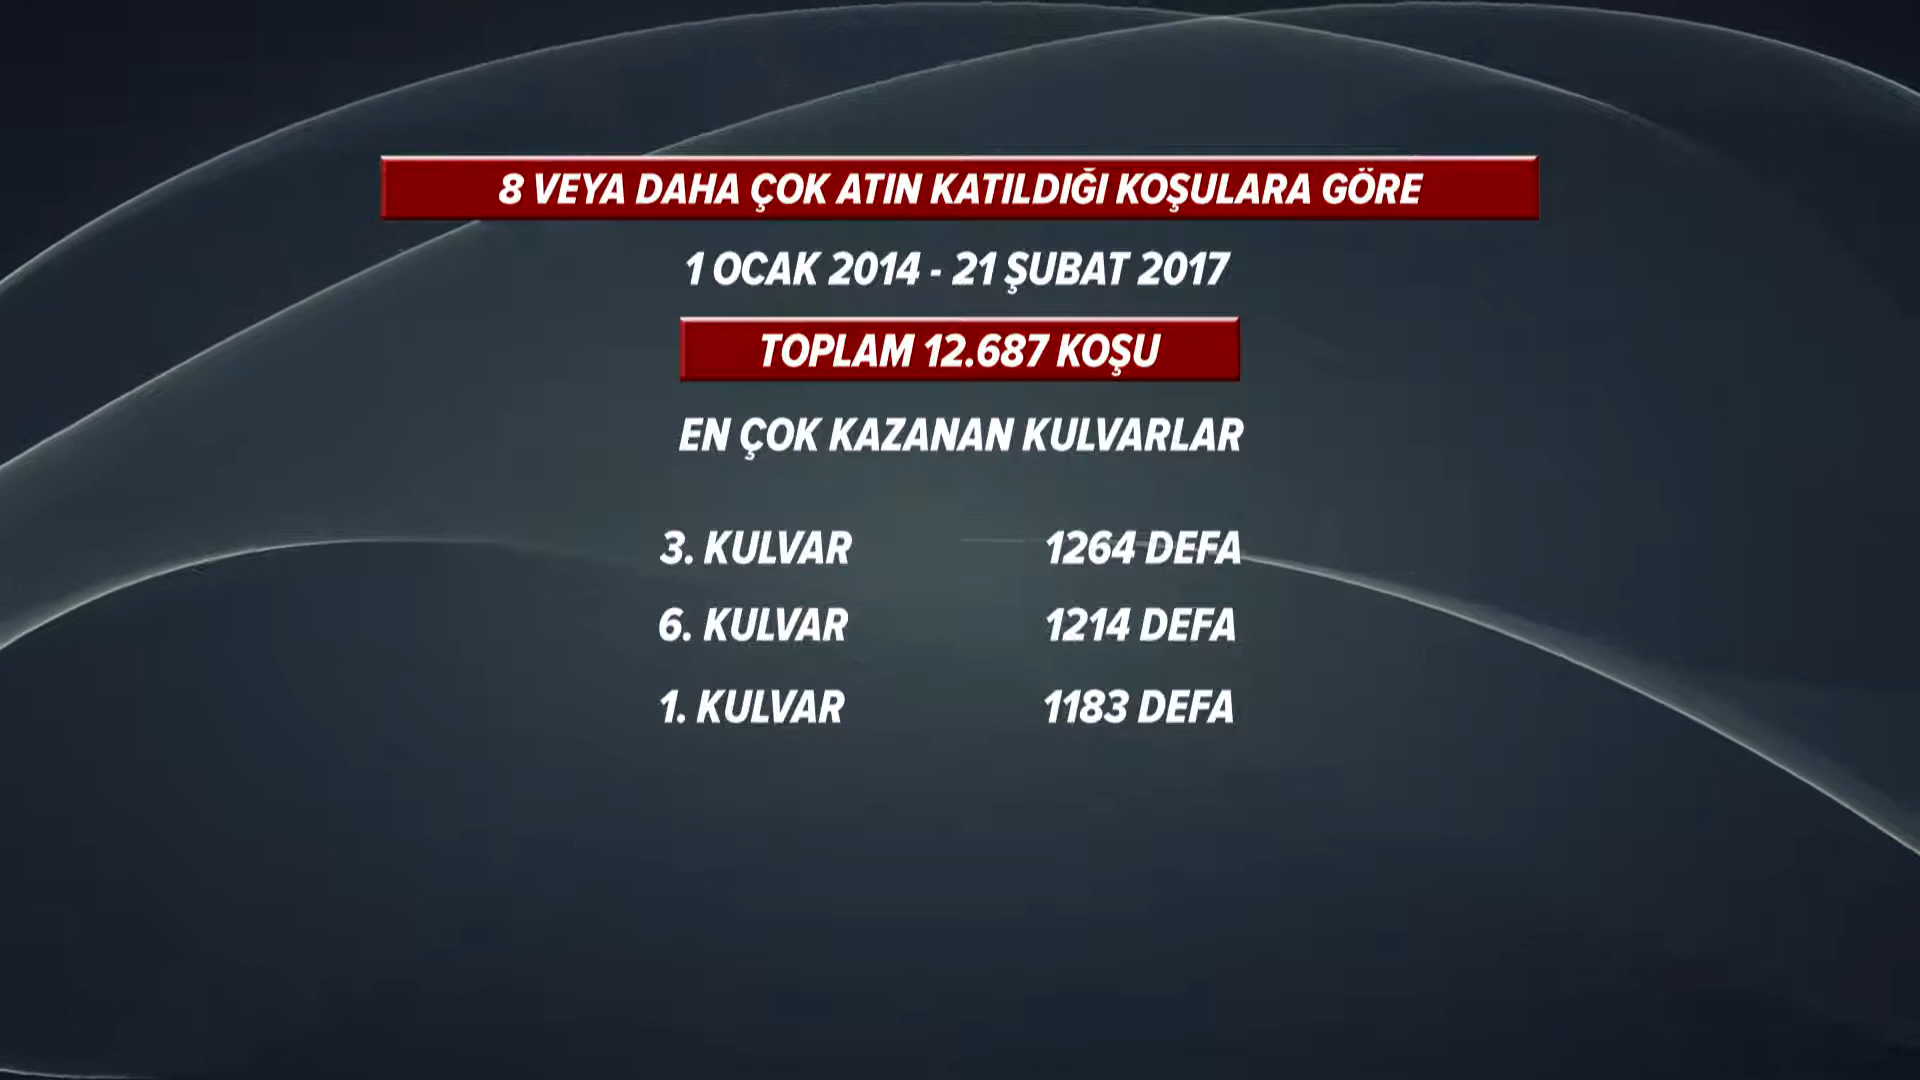 8 VEYA DAHA ÇOK ATIN KATILDIĞI KOŞULARA GÖRE
1 OCAK 2014 - 21 ŞUBAT 2017
TOPLAM 12.687 KOŞU
EN ÇOK KAZANAN KULVARLAR
3. KULVAR 1264 DEFA
6. KULVAR 1214 DEFA
1. KULVAR 1183 DEFA